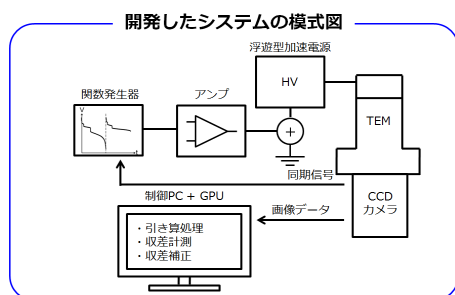 開発したシステムの模式図
浮遊型加速電源
関数発生器
アンプ
HV
V
t
+
TEM
同期信号
制御PC + GPU
画像データ
CCD
カメラ
・引き算処理
・収差計測
・収差補正